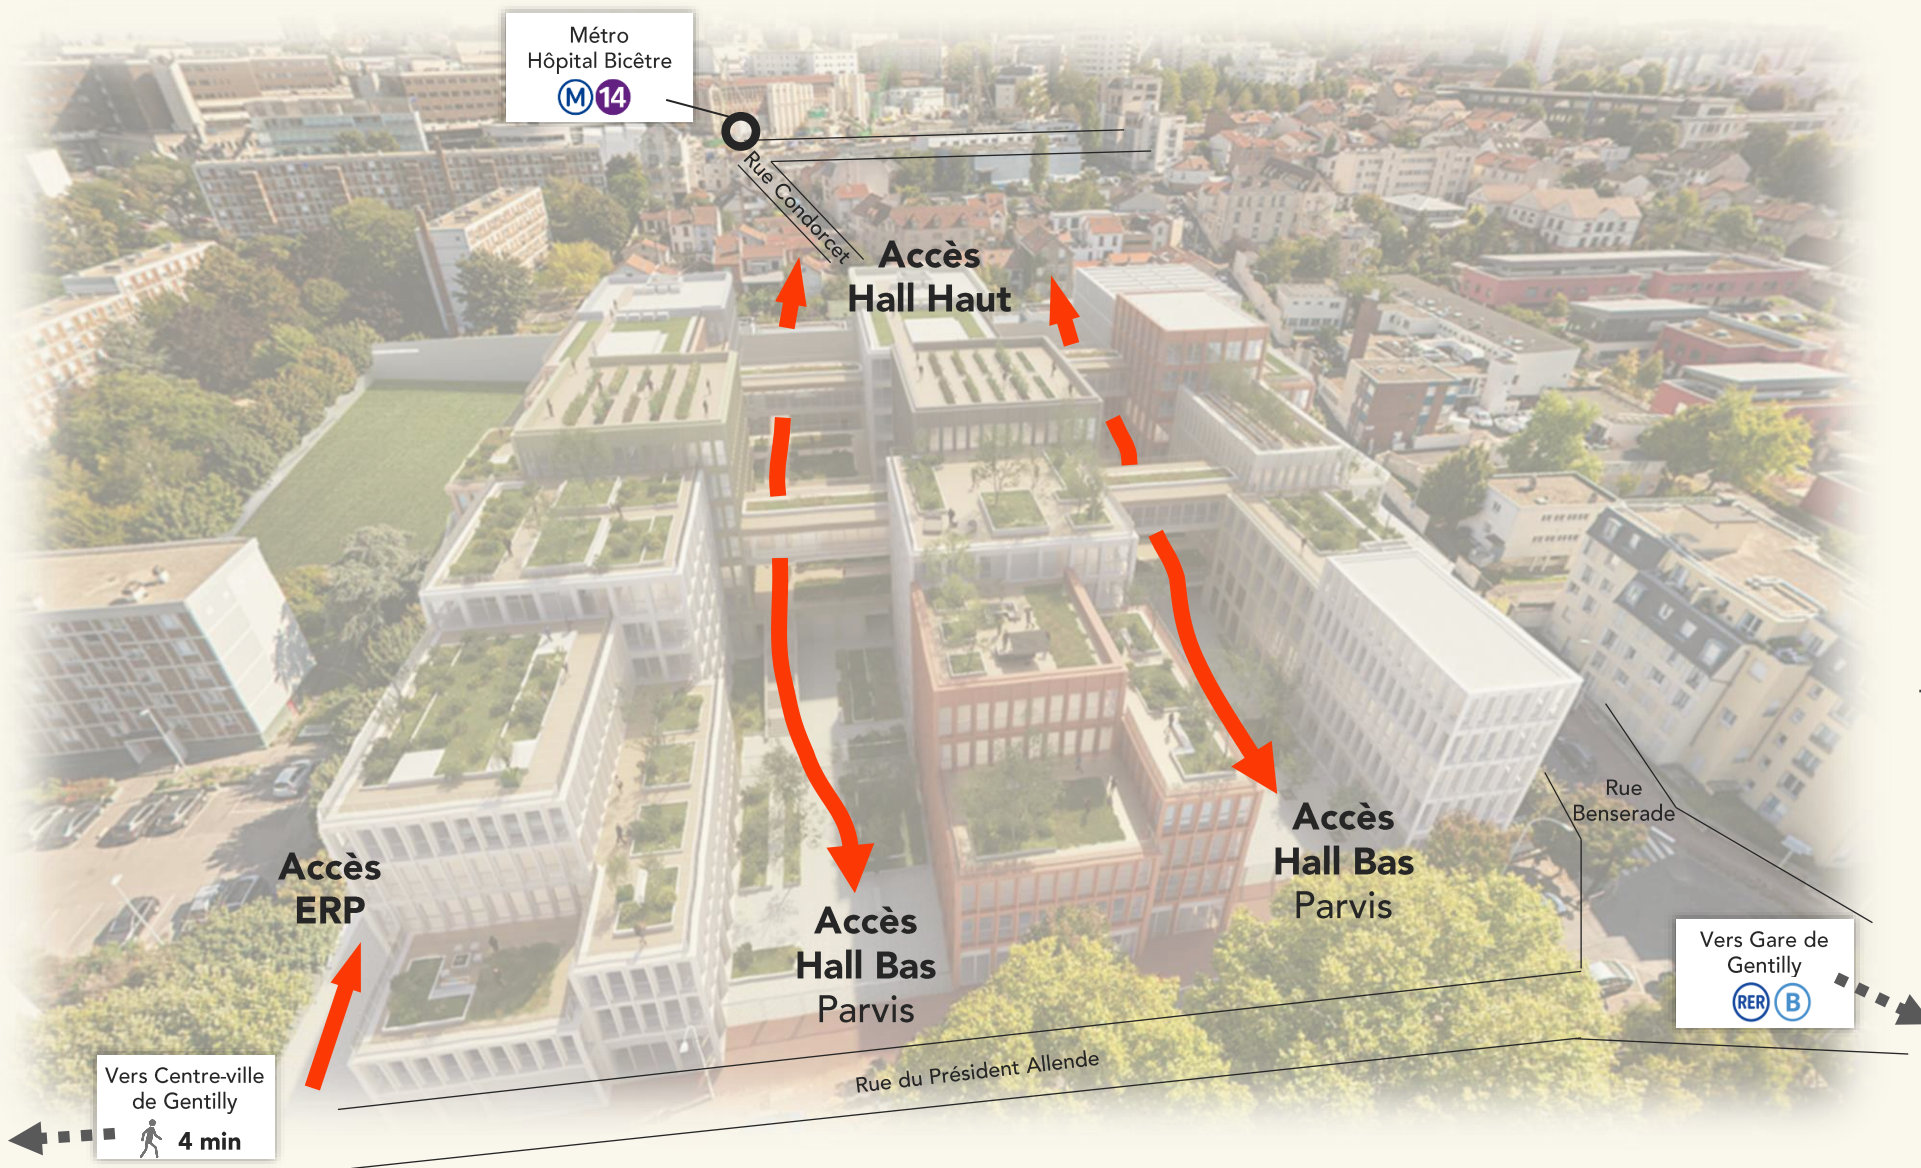 Métro
Hôpital Bicêtre
M 14
Rue Condorcet
Accès
Hall Haut
Rue
Benserade
Accès
Hall Bas
Parvis
Accès
ERP
Accès
Hall Bas
Parvis
Vers Gare de
Gentilly
RER B
Rue du Président Allende
Vers Centre-ville
de Gentilly
4 min